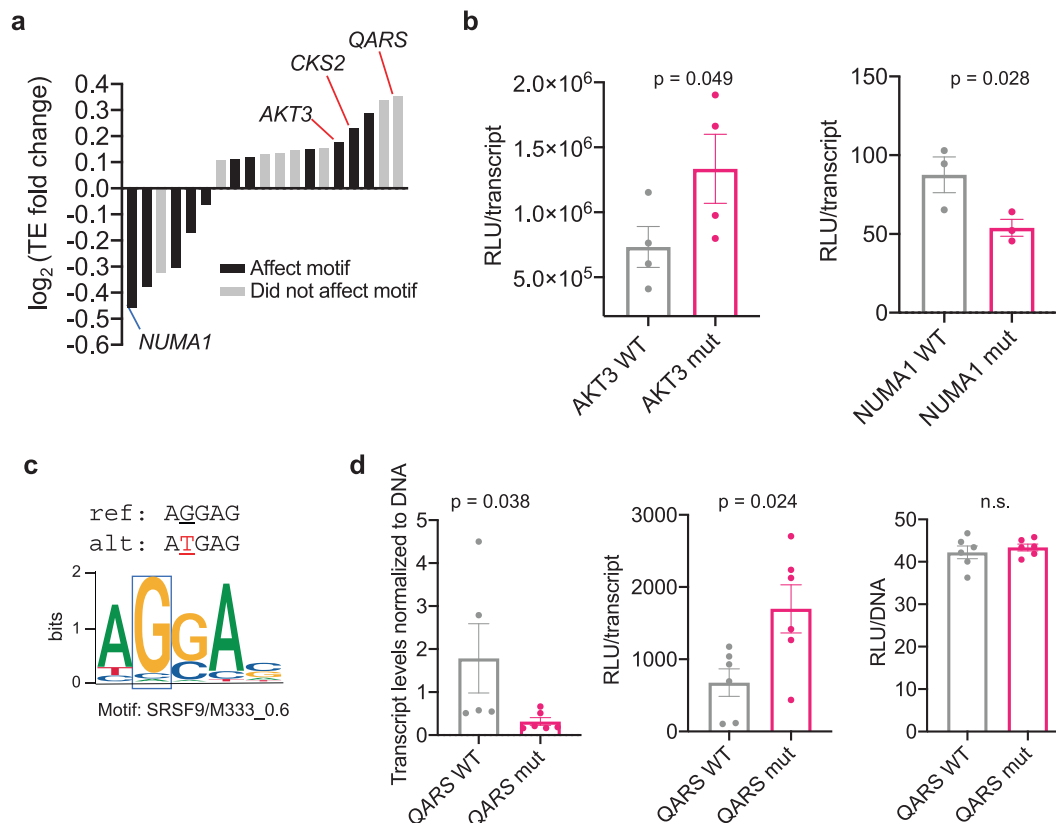 a
QARS
CKS2
AKT3
0.4
0.3
0.2
0.1
0.0
-0.1
-0.2
-0.3
-0.4
-0.5
-0.6
log2 (TE fold change)
Affect motif
Did not affect motif
NUMA1
b
p = 0.049
2.0×10⁶
1.5×10⁶
1.0×10⁶
5.0×10⁵
RLU/transcript
AKT3 WT
AKT3 mut
p = 0.028
150
100
50
0
RLU/transcript
NUMA1 WT
NUMA1 mut
c
ref: AGGAG
alt: ATGAG
2
1
0
bits
Motif: SRSF9/M333_0.6
d
p = 0.038
5
4
3
2
1
0
Transcript levels normalized to DNA
QARS WT
QARS mut
p = 0.024
3000
2000
1000
0
RLU/transcript
QARS WT
QARS mut
n.s.
50
40
30
20
10
0
RLU/DNA
QARS WT
QARS mut